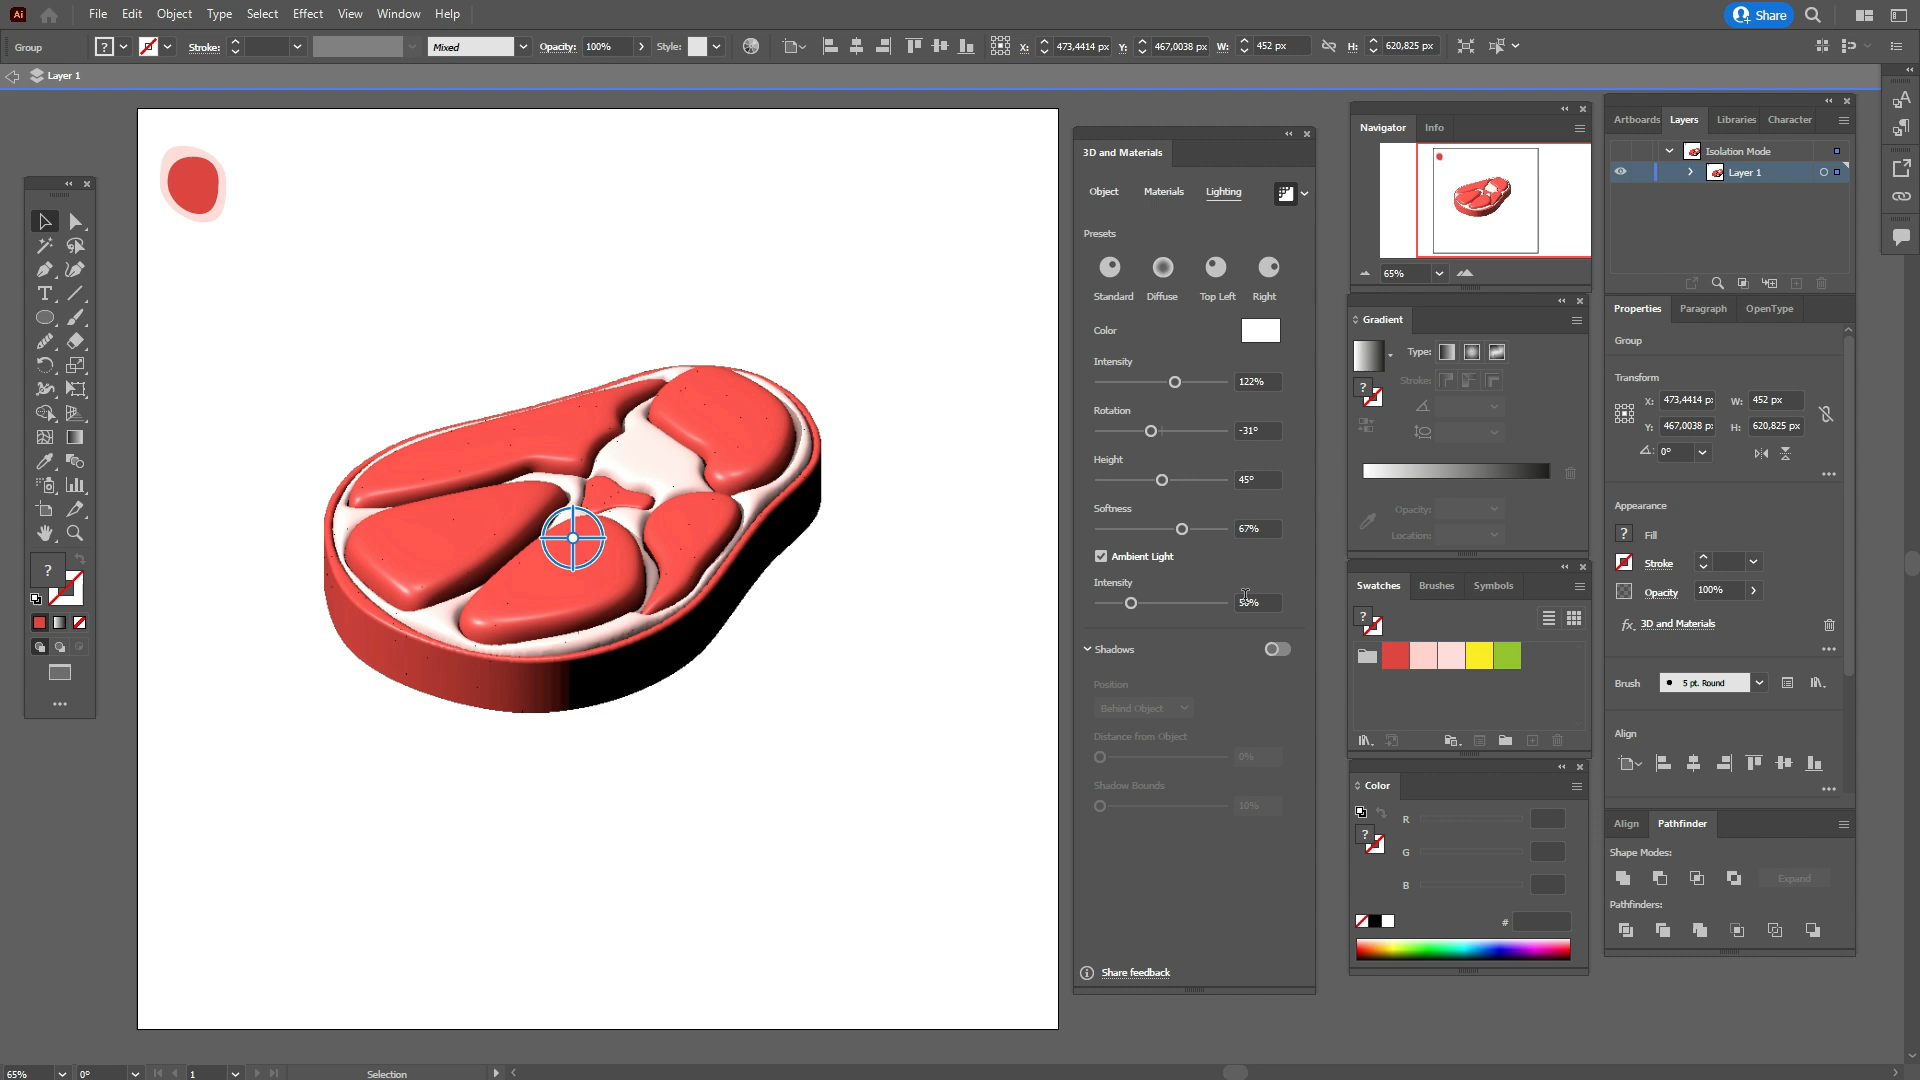 Ai File Edit Object Type Select Effect View Window Help Share
Group ? Stroke: Mixed Opacity: 100% Style: X: 473,4414 px Y: 467,0038 px W: 452 px H: 620,825 px
Layer 1
3D and Materials
Object Materials Lighting
Presets
Standard Diffuse Top Left Right
Color
Intensity
122%
Rotation
-31°
Height
45°
Softness
67%
Ambient Light
Intensity
Shadows
Position
Behind Object
Distance from Object
0%
Shadow Bounds
10%
Share feedback
Navigator Info
65%
Gradient
Type:
Stroke:
?
Opacity:
Location:
Swatches Brushes Symbols
?
Color
?
R
G
B
#
Artboards Layers Libraries Character
Isolation Mode
Layer 1
Properties Paragraph OpenType
Group
Transform
X: 473,4414 p W: 452 px
Y: 467,0038 p H: 620,825 px
0°
Appearance
? Fill
Stroke
Opacity 100%
fx. 3D and Materials
Brush 5 pt. Round
Align
Align Pathfinder
Shape Modes:
Expand
Pathfinders:
?
65% 0° 1 Selection